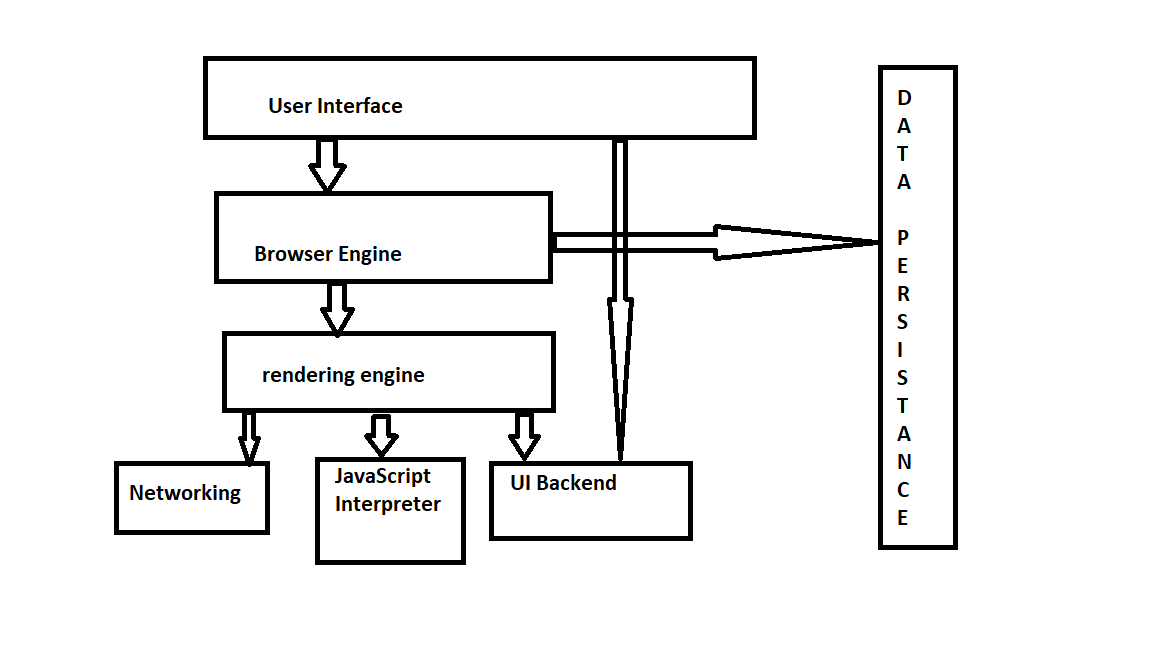 User Interface
Browser Engine
rendering engine
Networking
JavaScript
Interpreter
UI Backend
D
A
T
A
P
E
R
S
I
S
T
A
N
C
E